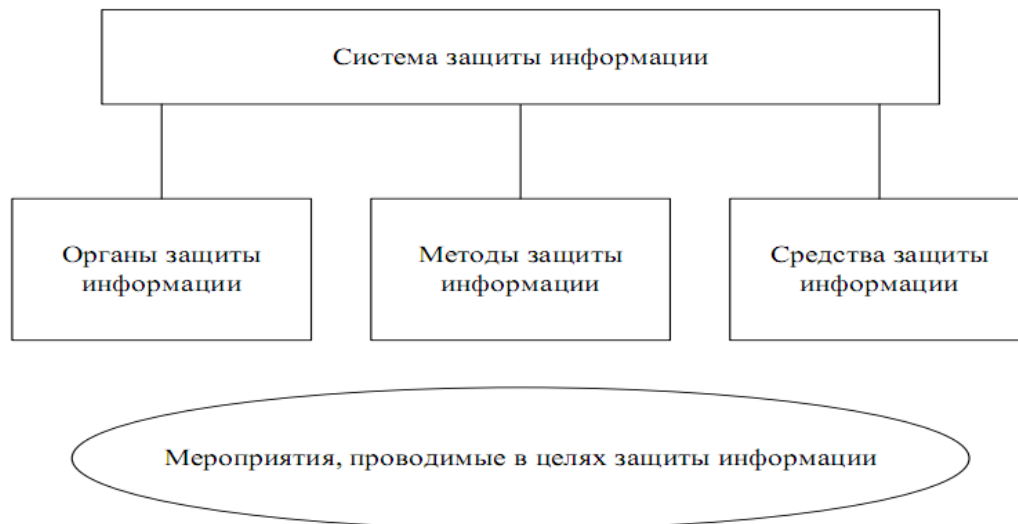 Система защиты информации
Органы защиты
информации
Методы защиты
информации
Средства защиты
информации
Мероприятия, проводимые в целях защиты информации